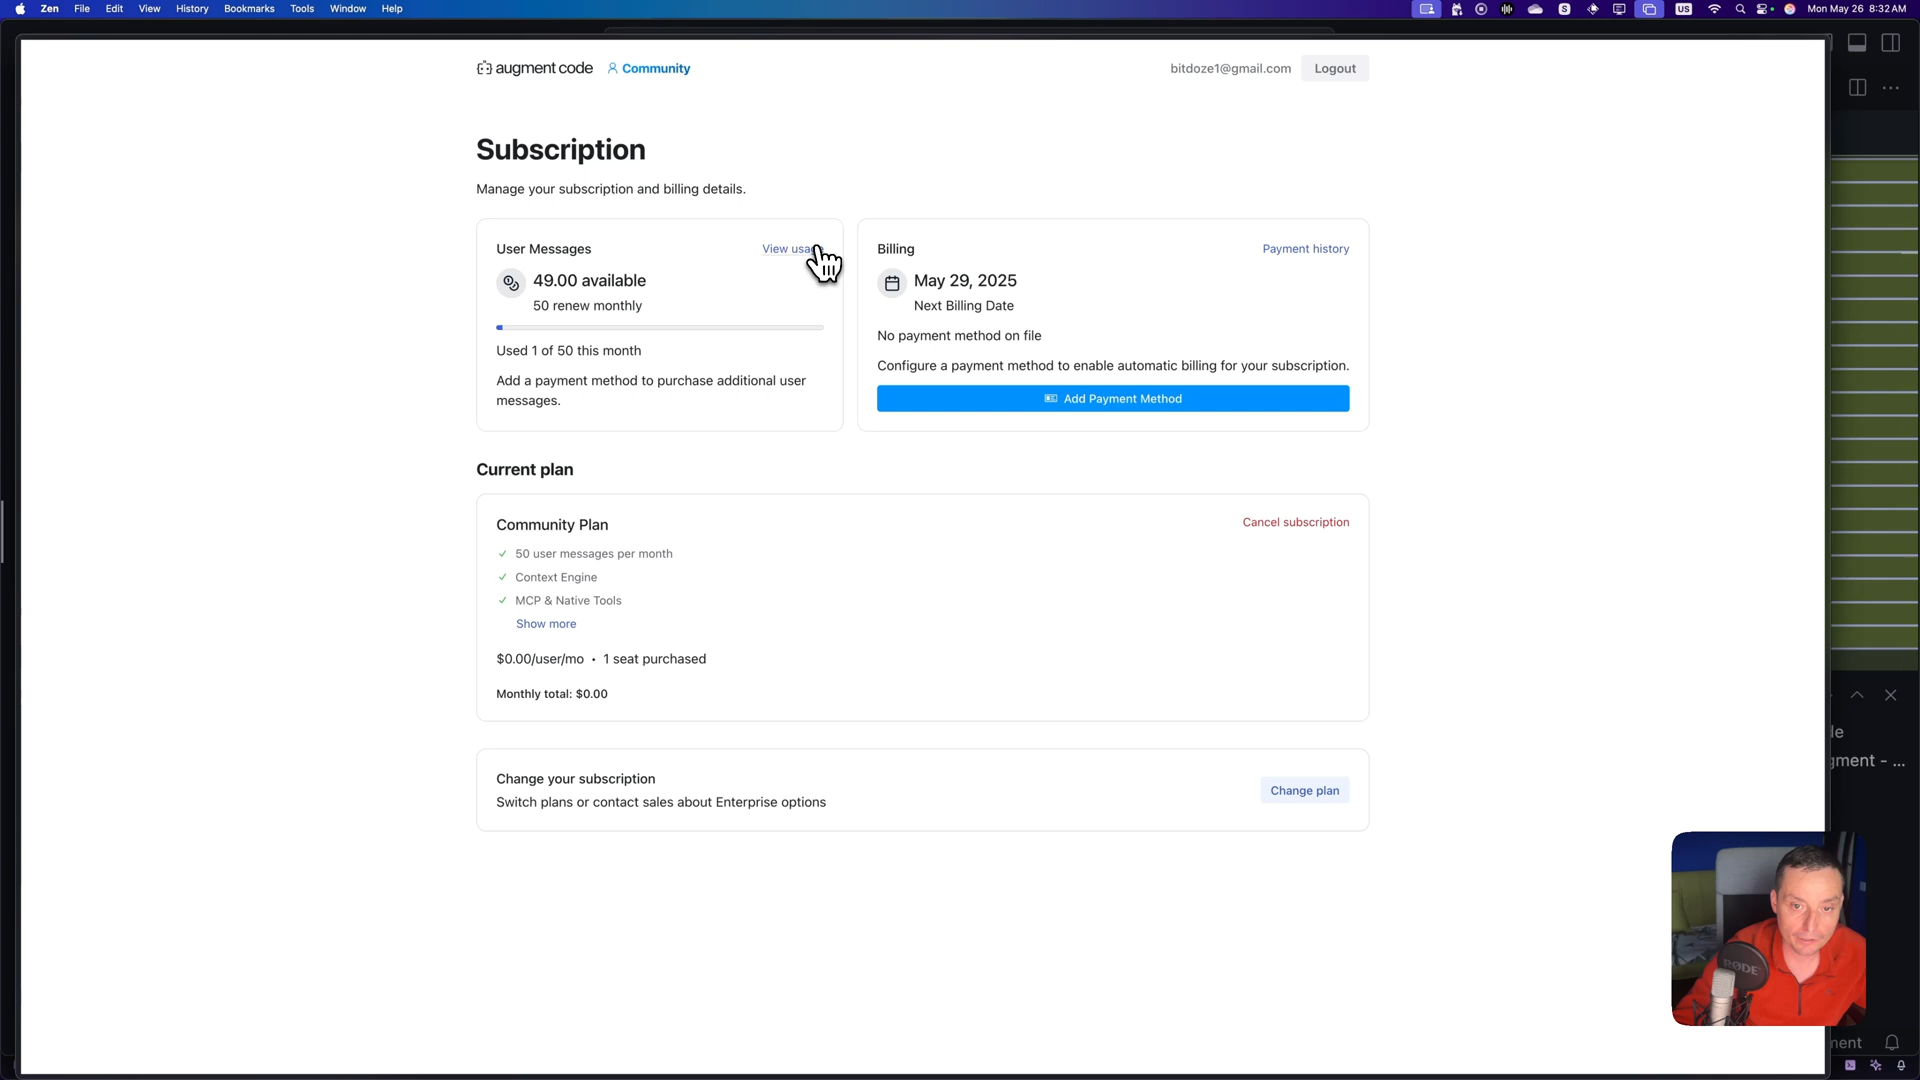 Zen File Edit View History Bookmarks Tools Window Help
S
US
Mon May 26 8:32 AM
augment code
Community
bitdoze1@gmail.com
Logout
Subscription
Manage your subscription and billing details.
User Messages
View usage
49.00 available
50 renew monthly
Used 1 of 50 this month
Add a payment method to purchase additional user
messages.
Billing
Payment history
May 29, 2025
Next Billing Date
No payment method on file
Configure a payment method to enable automatic billing for your subscription.
Add Payment Method
Current plan
Community Plan
Cancel subscription
50 user messages per month
Context Engine
MCP & Native Tools
Show more
$0.00/user/mo • 1 seat purchased
Monthly total: $0.00
Change your subscription
Switch plans or contact sales about Enterprise options
Change plan
RØDE